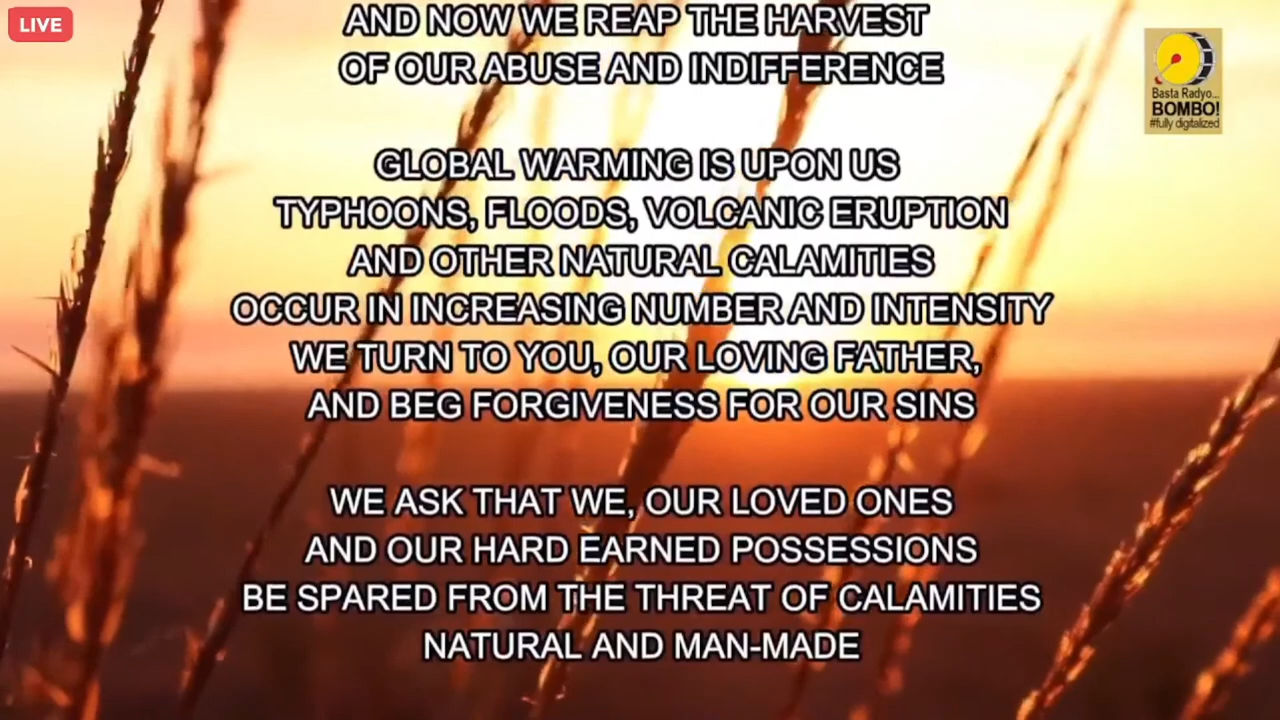 LIVE
AND NOW WE REAP THE HARVEST
OF OUR ABUSE AND INDIFFERENCE
Basta Radyo...
BOMBO!
#fully digitalized
GLOBAL WARMING IS UPON US
TYPHOONS, FLOODS, VOLCANIC ERUPTION
AND OTHER NATURAL CALAMITIES
OCCUR IN INCREASING NUMBER AND INTENSITY
WE TURN TO YOU, OUR LOVING FATHER,
AND BEG FORGIVENESS FOR OUR SINS
WE ASK THAT WE, OUR LOVED ONES
AND OUR HARD EARNED POSSESSIONS
BE SPARED FROM THE THREAT OF CALAMITIES
NATURAL AND MAN-MADE